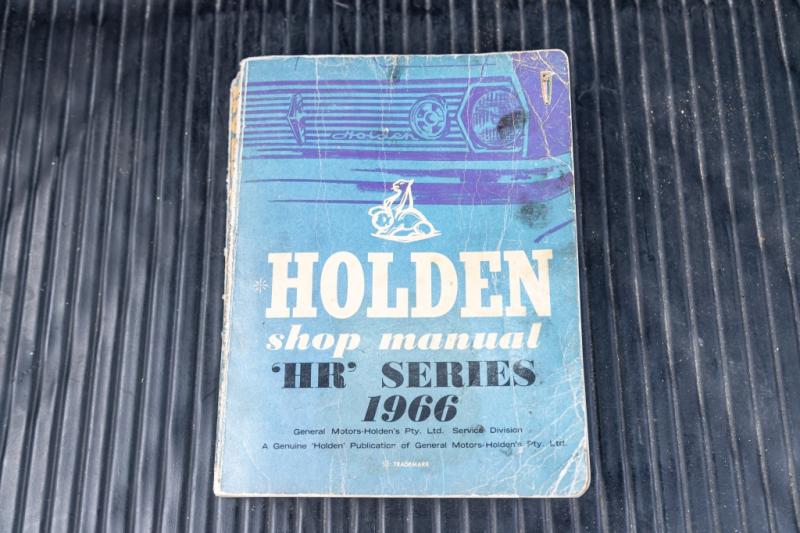 Holden
*HOLDEN
shop manual
'HR' SERIES
1966
General Motors-Holden's Pty. Ltd. Service Division
A Genuine 'Holden' Publication of General Motors-Holden's Pty. Ltd.
* TRADEMARK